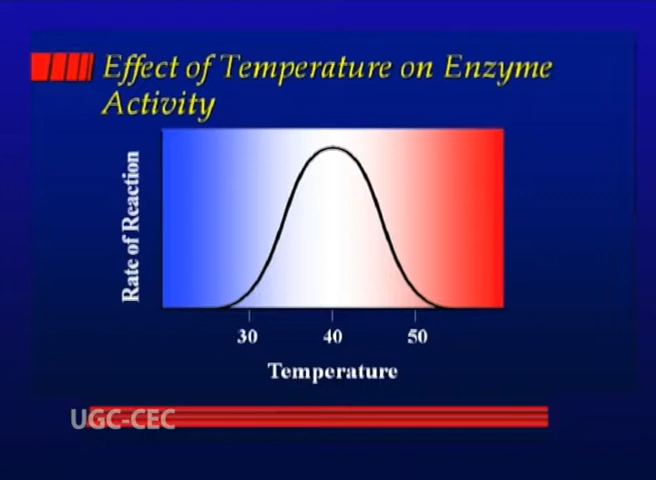 Effect of Temperature on Enzyme
Activity
Rate of Reaction
30 40 50
Temperature
UGC-CEC